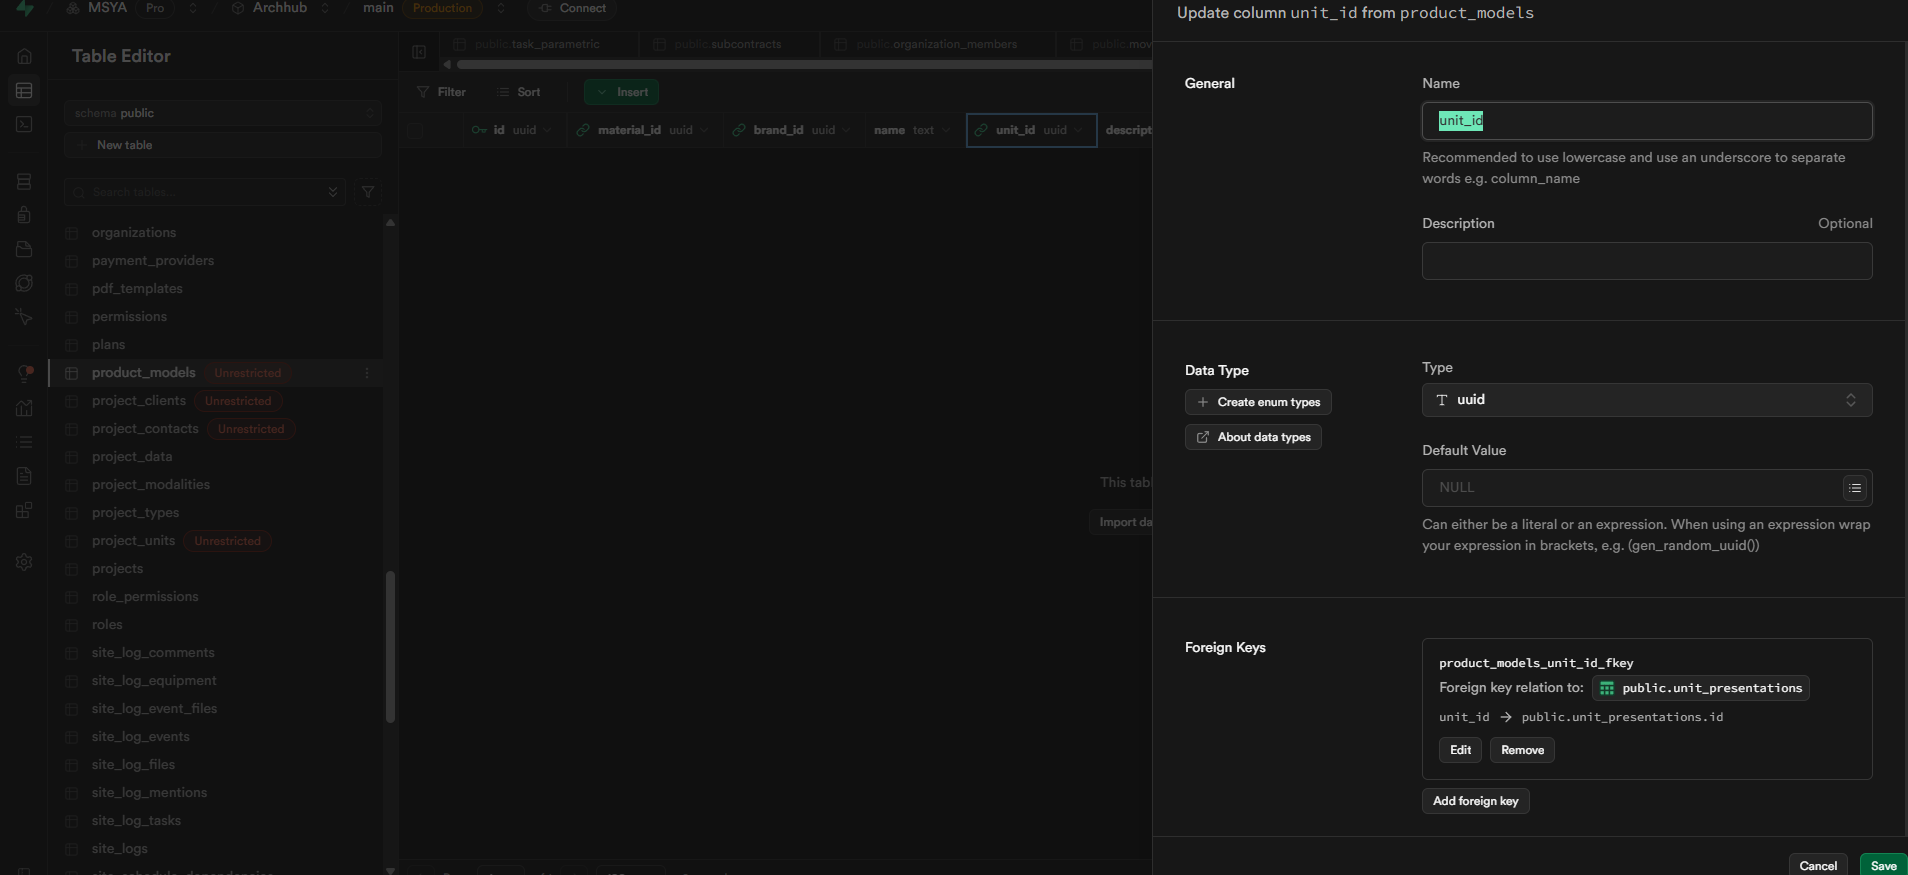 MSYA Pro Archhub main Production Connect
Update column unit_id from product_models
Table Editor
public.task_parametric public.subcontracts public.organization_members public.mov
schema public
New table
Search tables...
Filter Sort Insert
id uuid material_id uuid brand_id uuid name text unit_id uuid descript
organizations
payment_providers
pdf_templates
permissions
plans
product_models Unrestricted
project_clients Unrestricted
project_contacts Unrestricted
project_data
project_modalities
project_types
project_units Unrestricted
projects
role_permissions
roles
site_log_comments
site_log_equipment
site_log_event_files
site_log_events
site_log_files
site_log_mentions
site_log_tasks
site_logs
This tabl
Import da
General
Name
unit_id
Recommended to use lowercase and use an underscore to separate
words e.g. column_name
Description Optional
Data Type
Create enum types
About data types
Type
uuid
Default Value
NULL
Can either be a literal or an expression. When using an expression wrap
your expression in brackets, e.g. (gen_random_uuid())
Foreign Keys
product_models_unit_id_fkey
Foreign key relation to: public.unit_presentations
unit_id → public.unit_presentations.id
Edit Remove
Add foreign key
Cancel Save